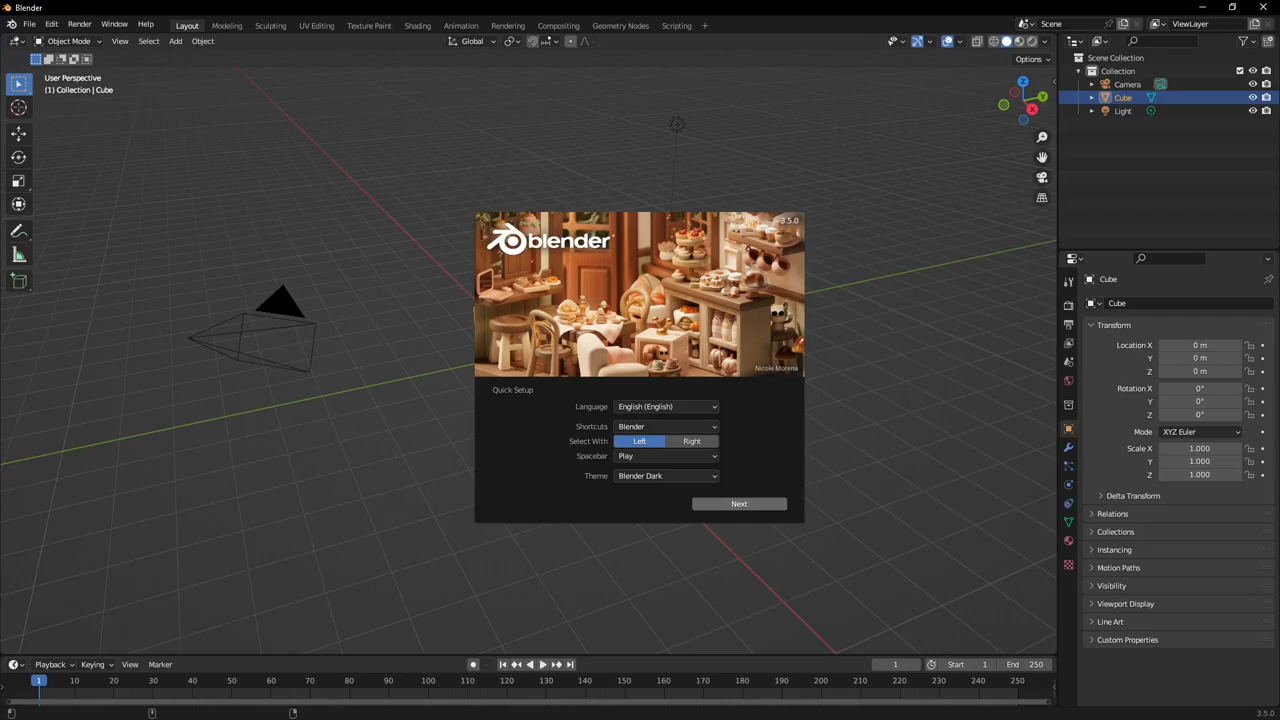 Blender
File Edit Render Window Help Layout Modeling Sculpting UV Editing Texture Paint Shading Animation Rendering Compositing Geometry Nodes Scripting + Scene ViewLayer
Object Mode View Select Add Object Global
Options
User Perspective
(1) Collection | Cube
Z
Y
X
Scene Collection
Collection
Camera
Cube
Light
3.5.0
blender
Nicole Morena
Quick Setup
Language English (English)
Shortcuts Blender
Select With Left Right
Spacebar Play
Theme Blender Dark
Next
Cube
Cube
Transform
Location X 0 m
Y 0 m
Z 0 m
Rotation X 0°
Y 0°
Z 0°
Mode XYZ Euler
Scale X 1.000
Y 1.000
Z 1.000
Delta Transform
Relations
Collections
Instancing
Motion Paths
Visibility
Viewport Display
Line Art
Custom Properties
Playback Keying View Marker 1 Start 1 End 250
1 10 20 30 40 50 60 70 80 90 100 110 120 130 140 150 160 170 180 190 200 210 220 230 240 250
3.5.0